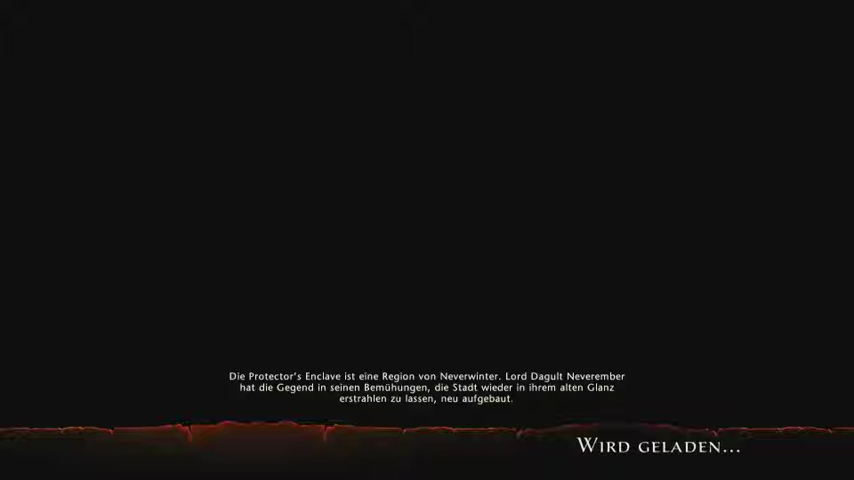 Die Protector's Enclave ist eine Region von Neverwinter. Lord Dagult Neverember
hat die Gegend in seinen Bemühungen, die Stadt wieder in ihrem alten Glanz
erstrahlen zu lassen, neu aufgebaut.
Wird geladen...